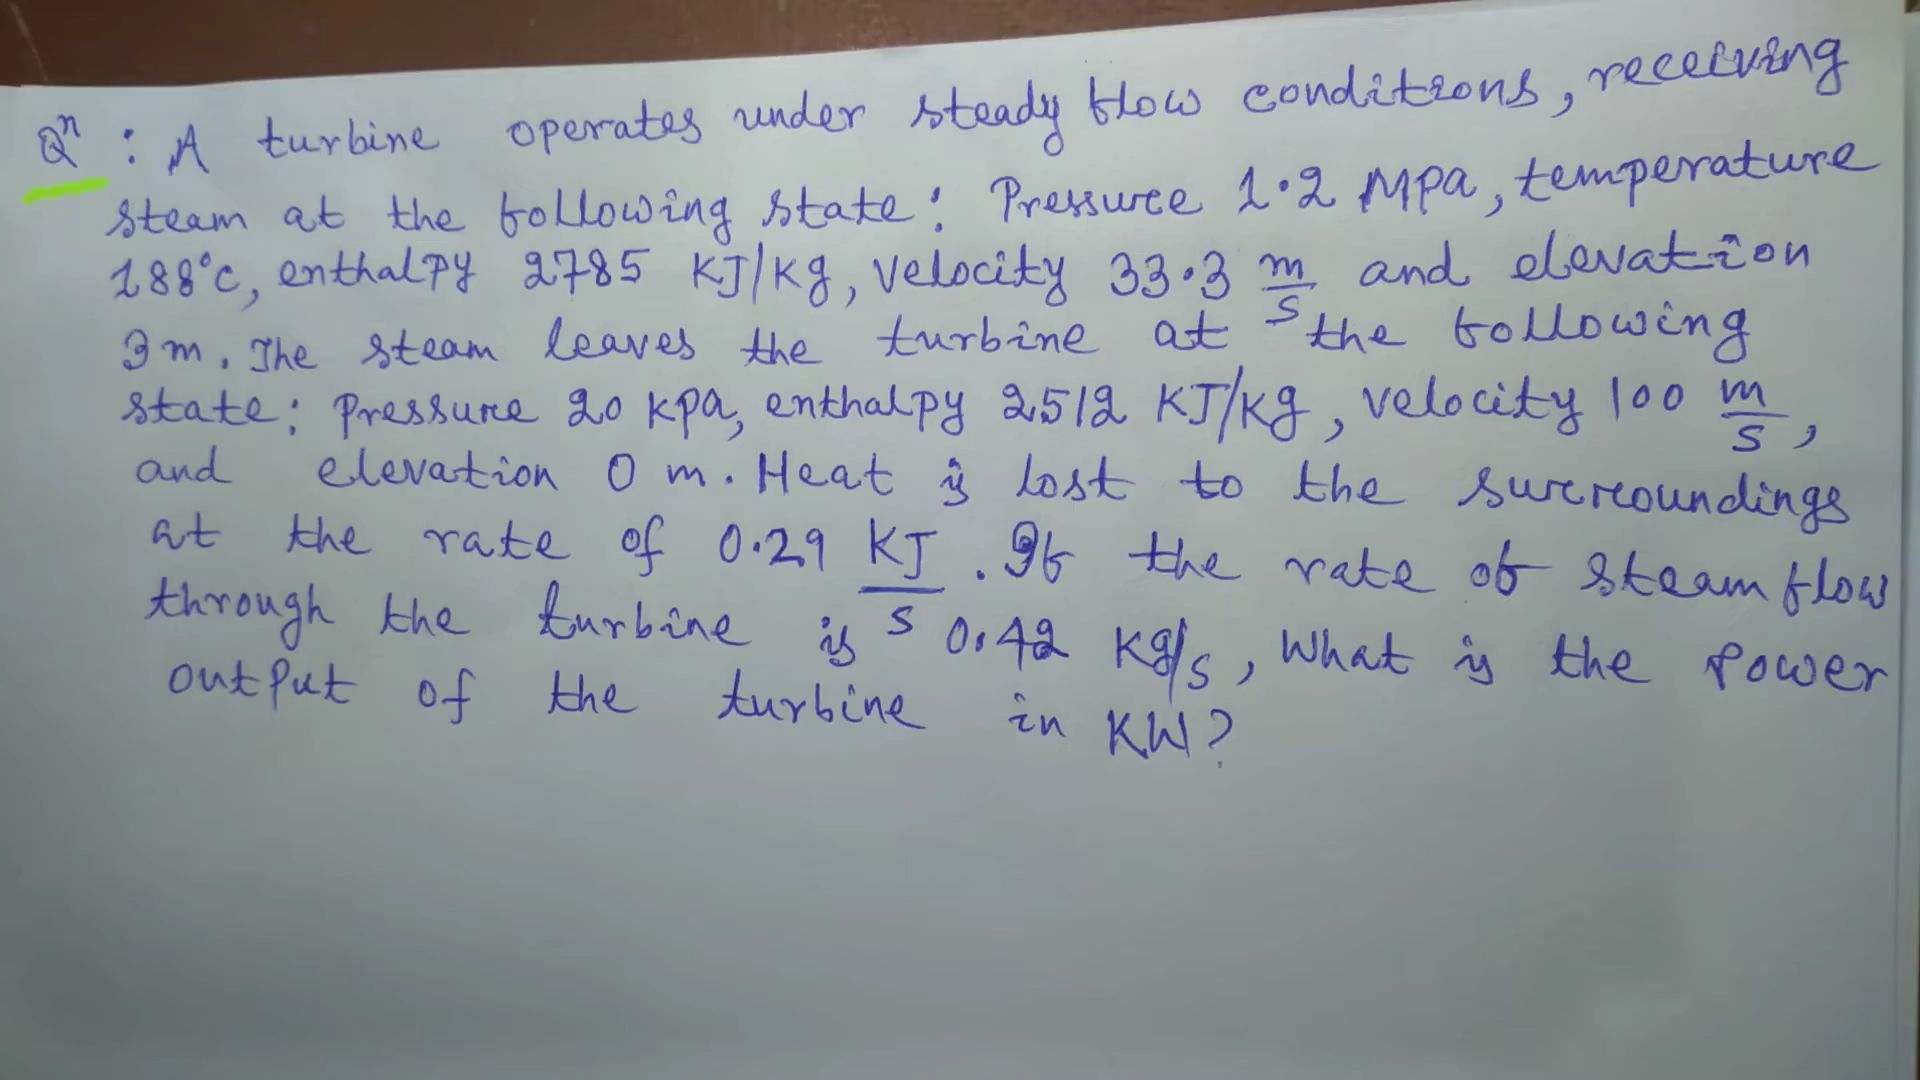 Qⁿ : A turbine operates under steady flow conditions, receiving
steam at the following state: Pressure 1.2 MPa, temperature
188°C, enthalpy 2785 KJ/kg, velocity 33.3 m/s and elevation
3m. The steam leaves the turbine at the following
state: Pressure 20 kPa, enthalpy 2512 KJ/kg, velocity 100 m/s,
and elevation 0 m. Heat is lost to the surroundings
at the rate of 0.29 KJ/s. If the rate of steam flow
through the turbine is 0.42 kg/s, What is the power
output of the turbine in KW?